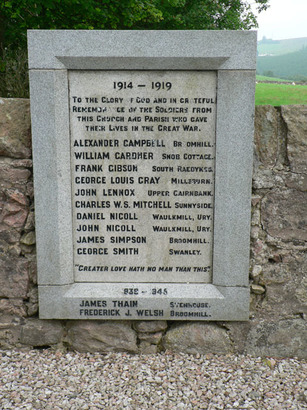 1914 – 1919
TO THE GLORY OF GOD AND IN GRATEFUL
REMEMBRANCE OF THE SOLDIERS FROM
THIS CHURCH AND PARISH WHO GAVE
THEIR LIVES IN THE GREAT WAR.
ALEXANDER CAMPBELL BROOMHILL.
WILLIAM GARDNER SNOB COTTAGE.
FRANK GIBSON SOUTH RAEDYKES.
GEORGE LOUIS GRAY MILLBURN.
JOHN LENNOX UPPER CAIRNBANK.
CHARLES W.S. MITCHELL SUNNYSIDE.
DANIEL NICOLL WAULKMILL, URY.
JOHN NICOLL WAULKMILL, URY.
JAMES SIMPSON BROOMHILL.
GEORGE SMITH SWANLEY.
"GREATER LOVE HATH NO MAN THAN THIS"
1939 – 1945
JAMES THAIN
FREDERICK J. WELSH BROOMHILL.